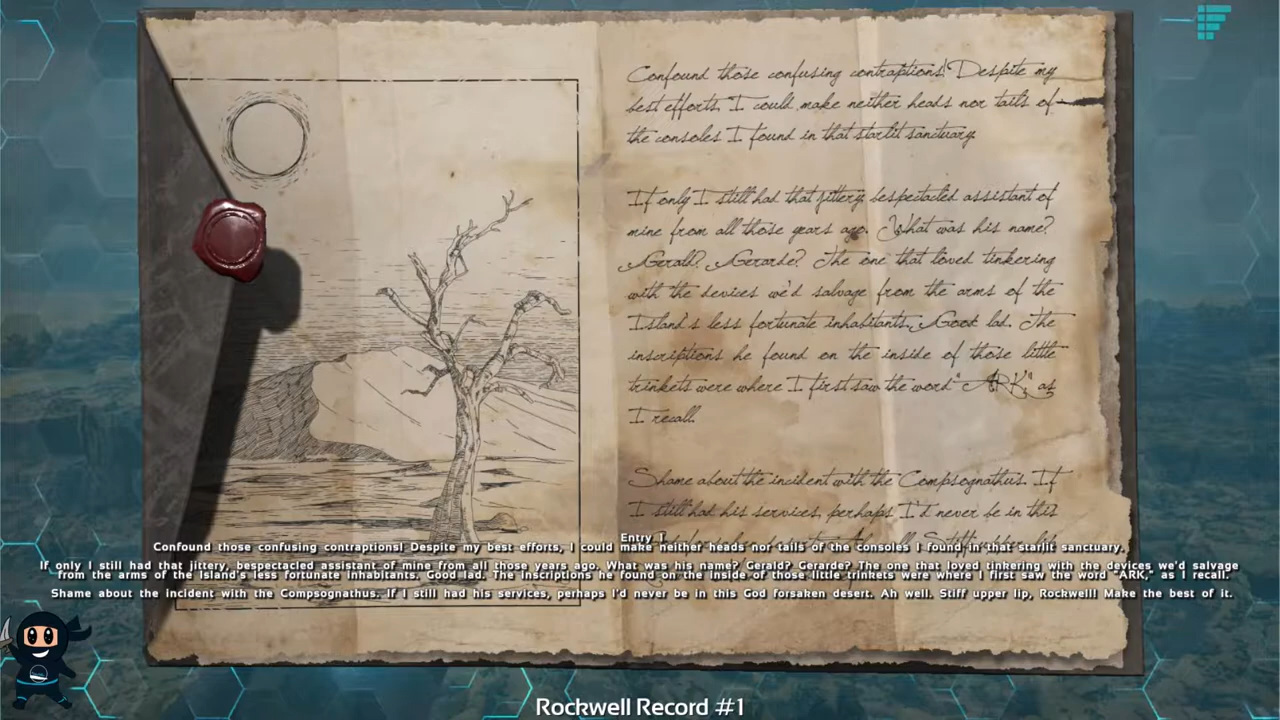 Confound those confusing contraptions! Despite my
best efforts, I could make neither heads nor tails of
the consoles I found in that starlit sanctuary.
If only I still had that jittery, bespectacled assistant of
mine from all those years ago. What was his name?
Gerald? Gerarde? The one that loved tinkering
with the devices we'd salvage from the arms of the
Island's less fortunate inhabitants. Good lad. The
inscriptions he found on the inside of those little
trinkets were where I first saw the word "ARK," as
I recall.
Shame about the incident with the Compsognathus. If
I still had his services, perhaps I'd never be in this
Entry 1
Confound those confusing contraptions! Despite my best efforts, I could make neither heads nor tails of the consoles I found in that starlit sanctuary.
If only I still had that jittery, bespectacled assistant of mine from all those years ago. What was his name? Gerald? Gerarde? The one that loved tinkering with the devices we'd salvage
from the arms of the Island's less fortunate inhabitants. Good lad. The inscriptions he found on the inside of those little trinkets were where I first saw the word "ARK," as I recall.
Shame about the incident with the Compsognathus. If I still had his services, perhaps I'd never be in this God forsaken desert. Ah well. Stiff upper lip, Rockwell! Make the best of it.
Rockwell Record #1